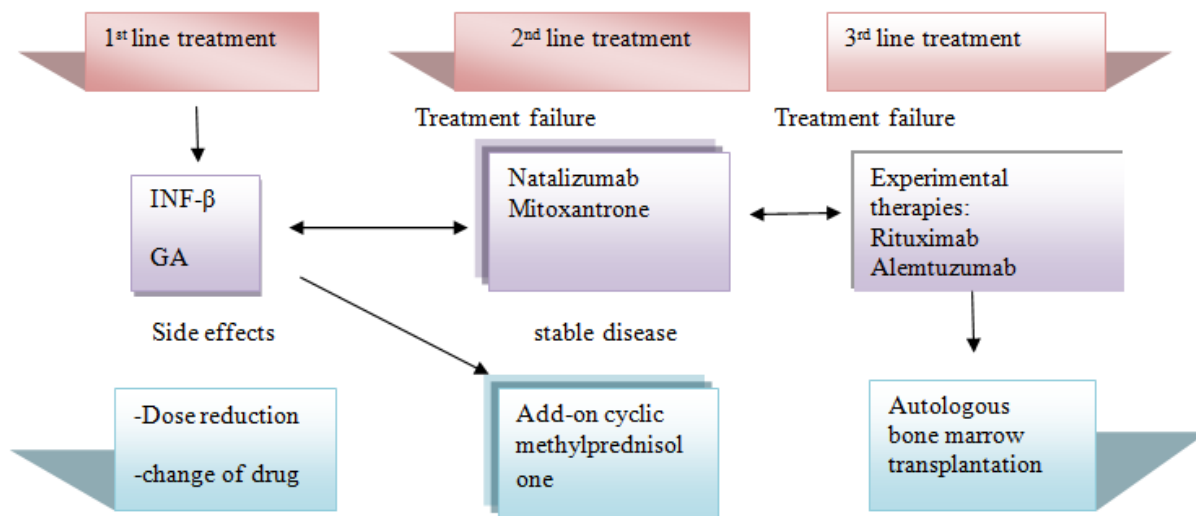 1st line treatment
2nd line treatment
3rd line treatment
Treatment failure
Treatment failure
INF-β
GA
Natalizumab
Mitoxantrone
Experimental
therapies:
Rituximab
Alemtuzumab
Side effects
stable disease
-Dose reduction
-change of drug
Add-on cyclic
methylprednisol
one
Autologous
bone marrow
transplantation